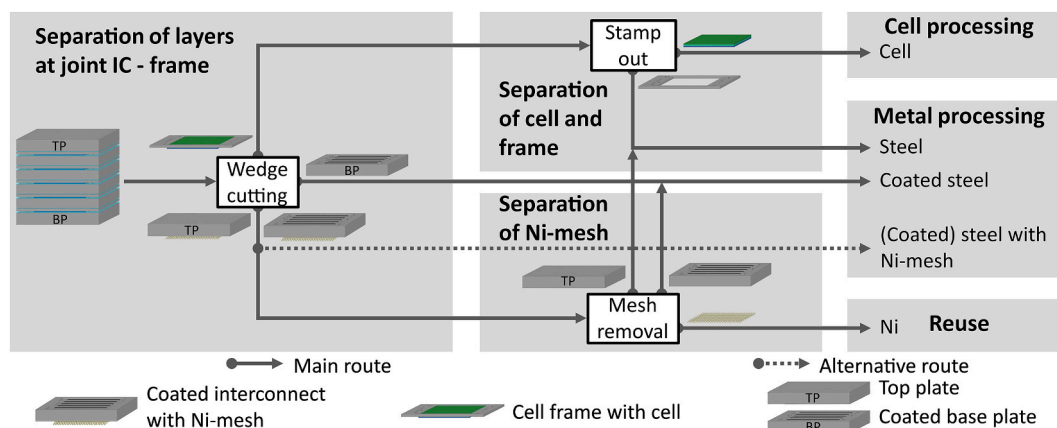 Separation of layers
at joint IC - frame
TP
BP
Wedge
cutting
BP
TP
Stamp
out
Separation
of cell and
frame
Separation
of Ni-mesh
TP
Mesh
removal
Cell processing
Cell
Metal processing
Steel
Coated steel
(Coated) steel with
Ni-mesh
Ni
Reuse
Main route
Alternative route
Coated interconnect
with Ni-mesh
Cell frame with cell
TP
Top plate
BP
Coated base plate